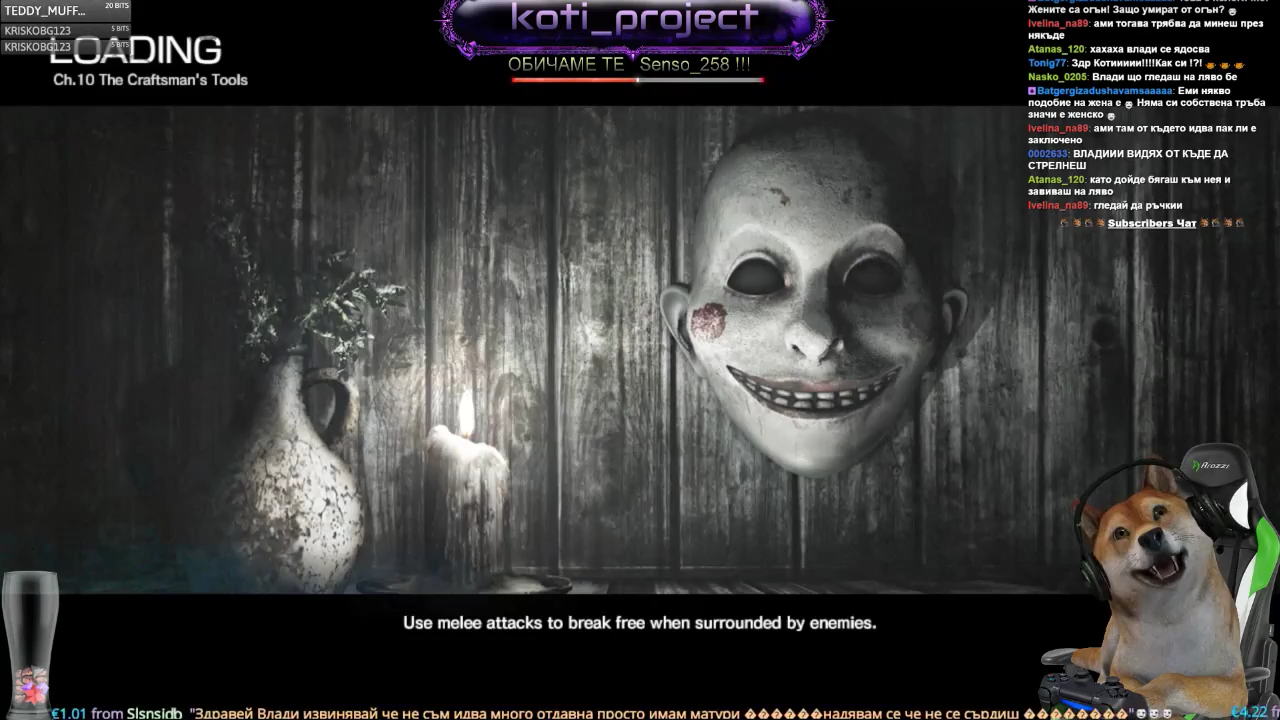 TEDDY_MUFF... 20 BITS
KRISKOBG123 5 BITS
KRISKOBG123 5 BITS
LOADING
Ch.10 The Craftsman's Tools
koti_project
ОБИЧАМЕ ТЕ Senso_258 !!!
Жените са огън! Защо умират от огън?
Ivelina_na89: ами тогава трябва да минеш през
някъде
Atanas_120: хахаха влади се ядосва
Tonig77: Здр Котиииии!!!!Как си !?!
Nasko_0205: Влади що гледаш на ляво бе
Batgergizadushavamsaaaaa: Еми някво
подобие на жена е Няма си собствена тръба
значи е женско
Ivelina_na89: ами там от където идва пак ли е
заключено
0002633: ВЛАДИИИ ВИДЯХ ОТ КЪДЕ ДА
СТРЕЛНЕШ
Atanas_120: като дойде бягаш към нея и
завиваш на ляво
Ivelina_na89: гледай да ръчкии
Subscribers Чат
Arozzi
Use melee attacks to break free when surrounded by enemies.
€1.01 from Slsnsjdb "Здравей Влади извинявай че не съм идва много отдавна просто имам матури ������надявам се че не се сърдиш ���������" €4.22 fr